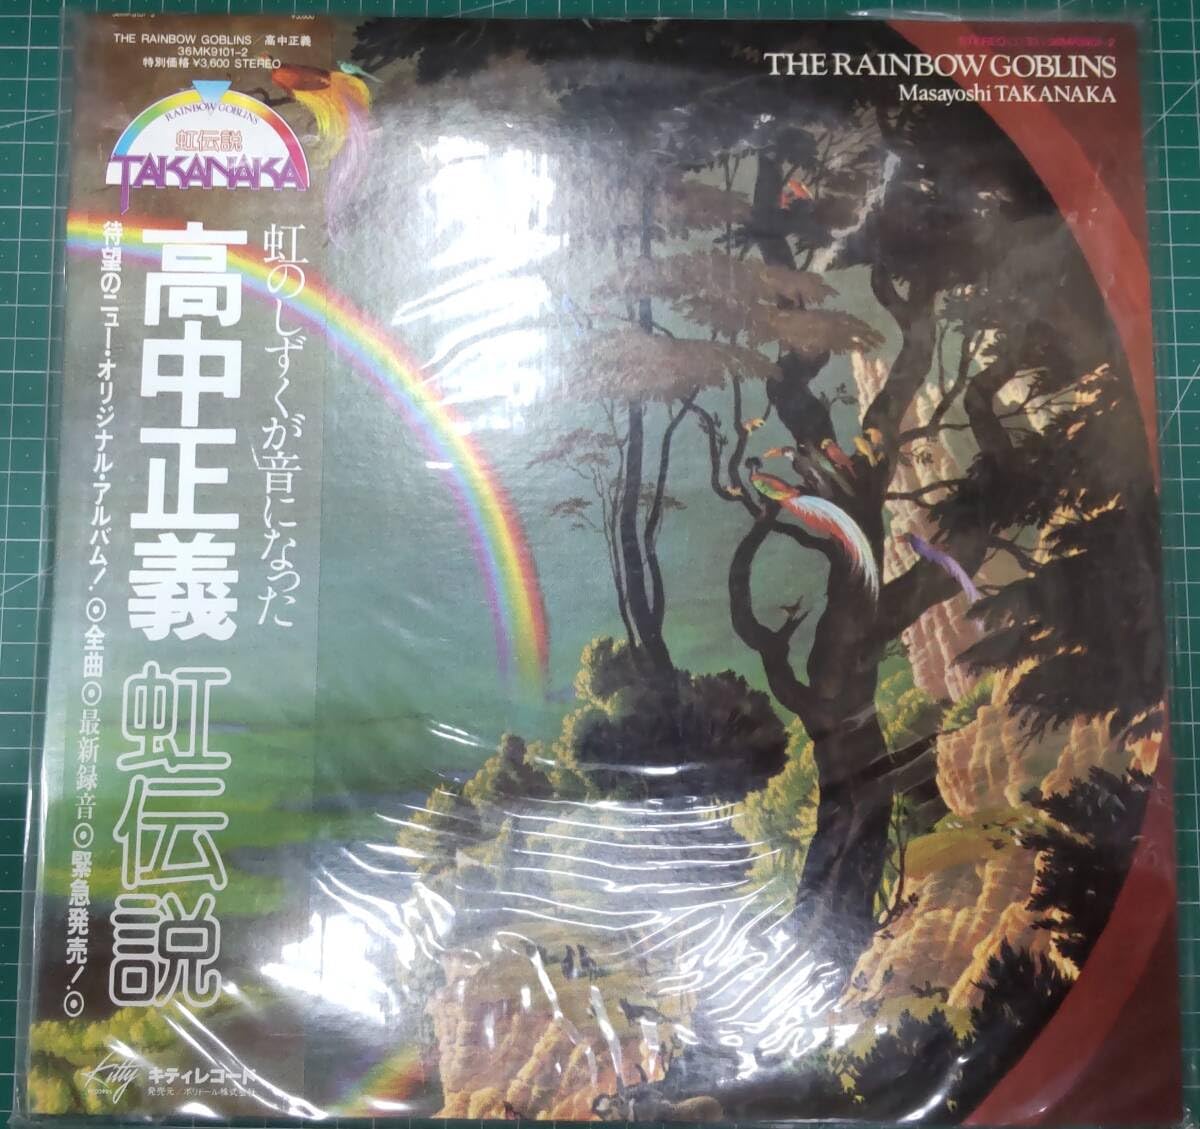 THE RAINBOW GOBLINS/高中正義
36MK9101-2
特別価格 ¥3,600 STEREO
RAINBOW GOBLINS
虹伝説
TAKANAKA
虹のしずくが、音になった
高中正義
虹伝説
待望のニュー・オリジナル・アルバム!◎全曲◎最新録音◎緊急発売!◎
Kitty
RECORDS
キティレコード
発売元/ポリドール株式会社
THE RAINBOW GOBLINS
Masayoshi TAKANAKA